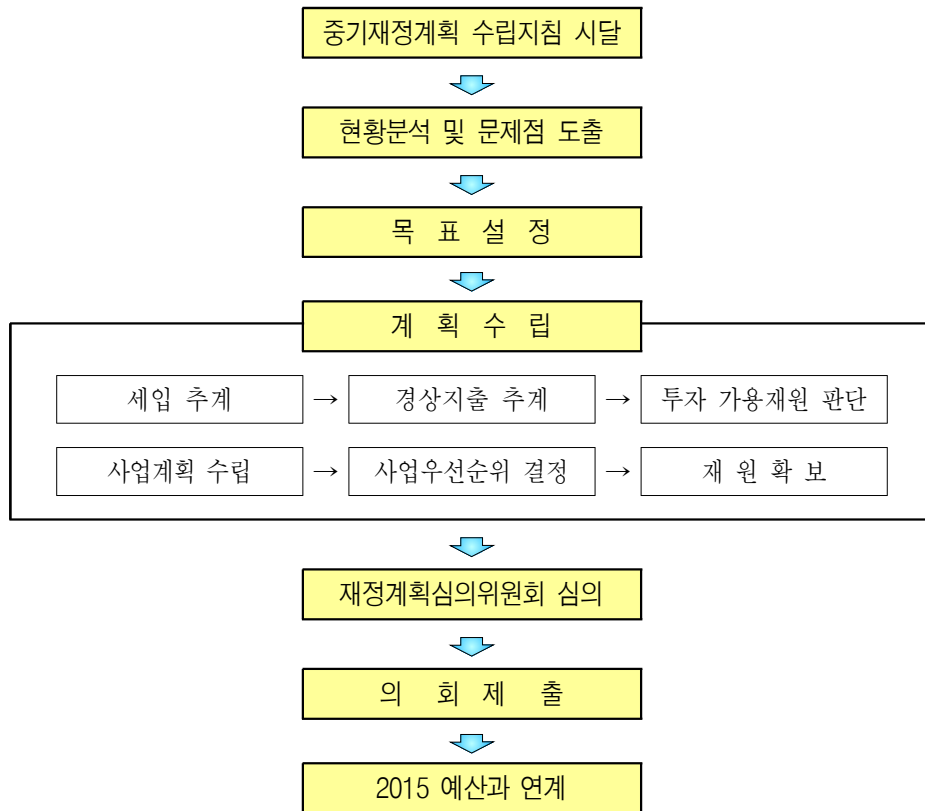 중기재정계획 수립지침 시달
현황분석 및 문제점 도출
목 표 설 정
계 획 수 립
세입 추계 → 경상지출 추계 → 투자 가용재원 판단
사업계획 수립 → 사업우선순위 결정 → 재 원 확 보
재정계획심의위원회 심의
의 회 제 출
2015 예산과 연계